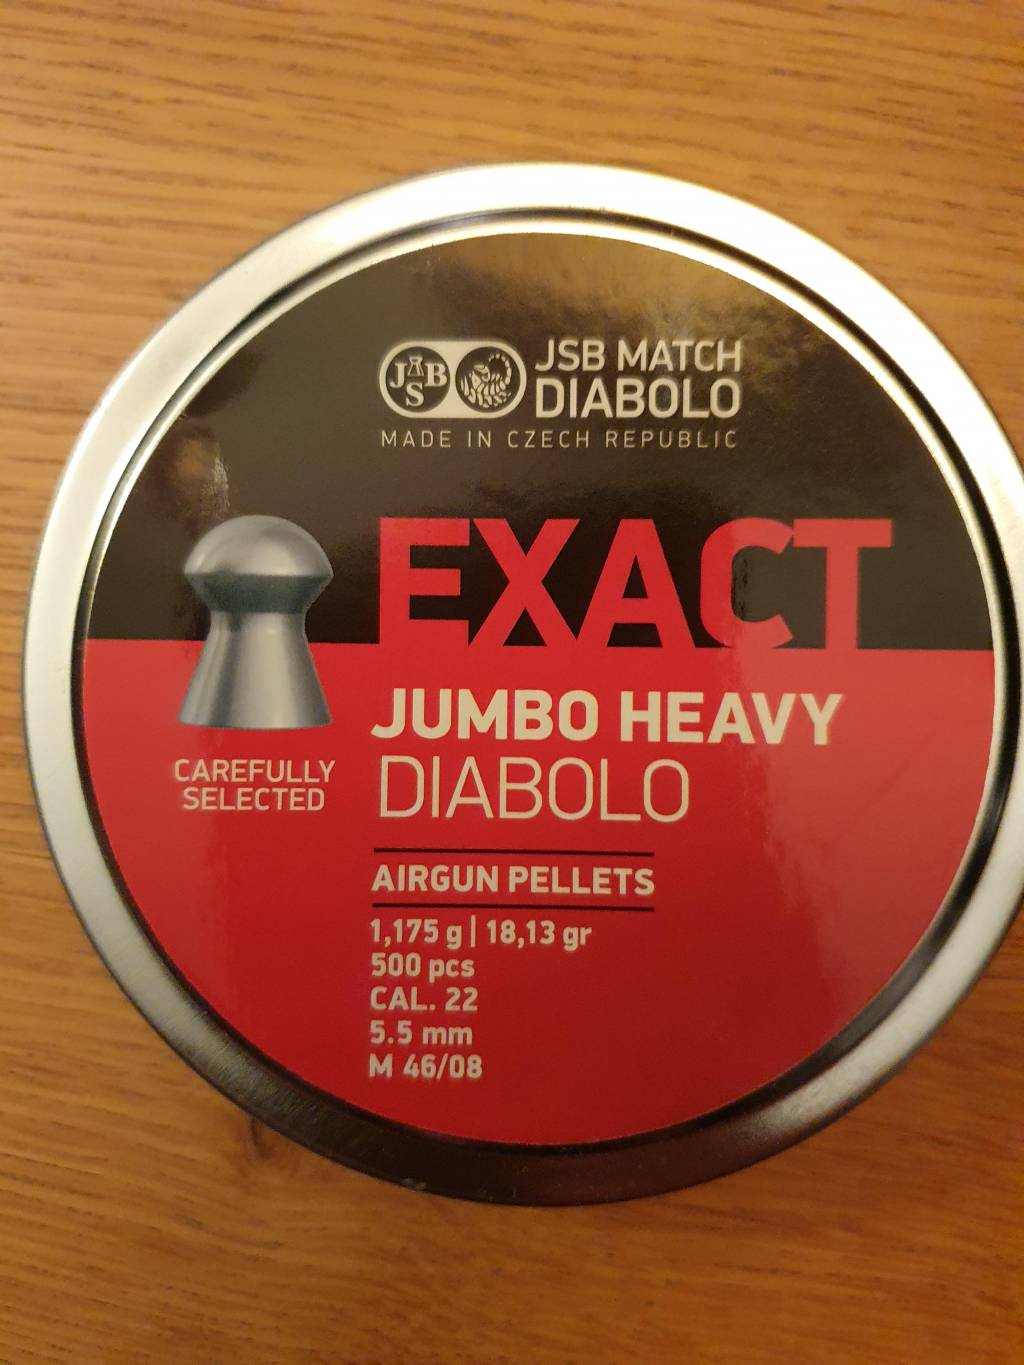 JSB
JSB MATCH
DIABOLO
MADE IN CZECH REPUBLIC
EXACT
JUMBO HEAVY
DIABOLO
CAREFULLY
SELECTED
AIRGUN PELLETS
1,175 g | 18,13 gr
500 pcs
CAL. 22
5.5 mm
M 46/08